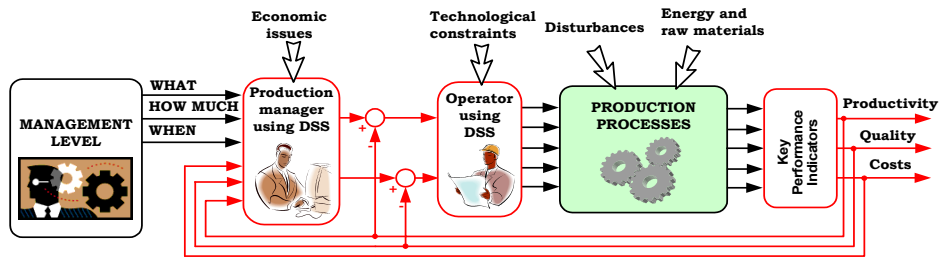 Economic
issues
Technological
constraints
Disturbances
Energy and
raw materials
MANAGEMENT
LEVEL
WHAT
HOW MUCH
WHEN
Production
manager
using DSS
+
-
+
-
Operator
using
DSS
PRODUCTION
PROCESSES
Key
Performance
Indicators
Productivity
Quality
Costs